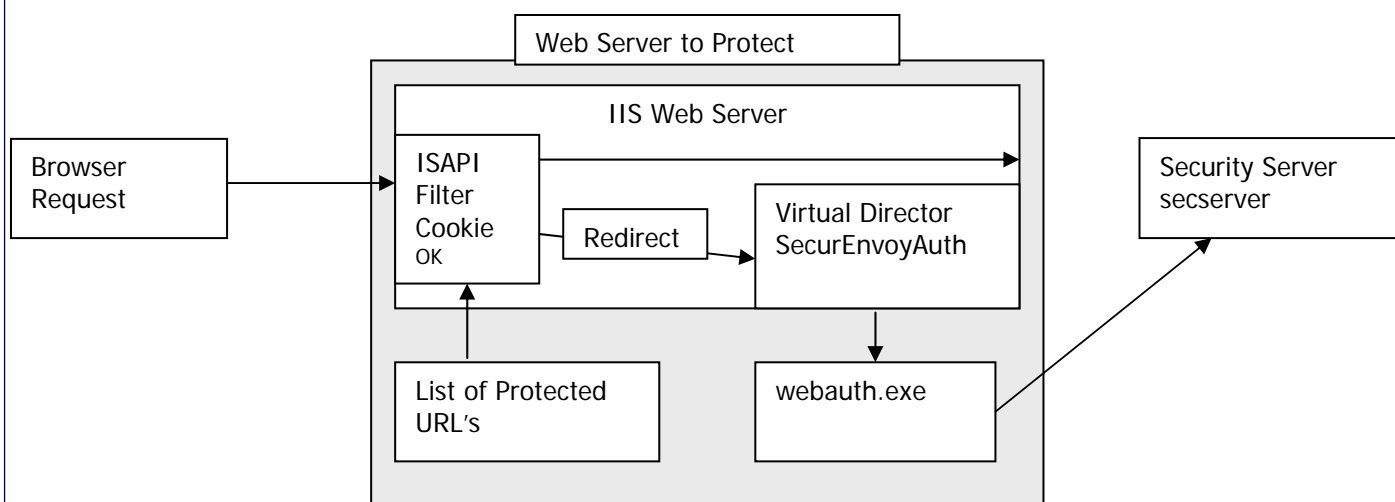 Web Server to Protect
IIS Web Server
Browser
Request
ISAPI
Filter
Cookie
OK
Redirect
Virtual Director
SecurEnvoyAuth
Security Server
secserver
List of Protected
URL's
webauth.exe